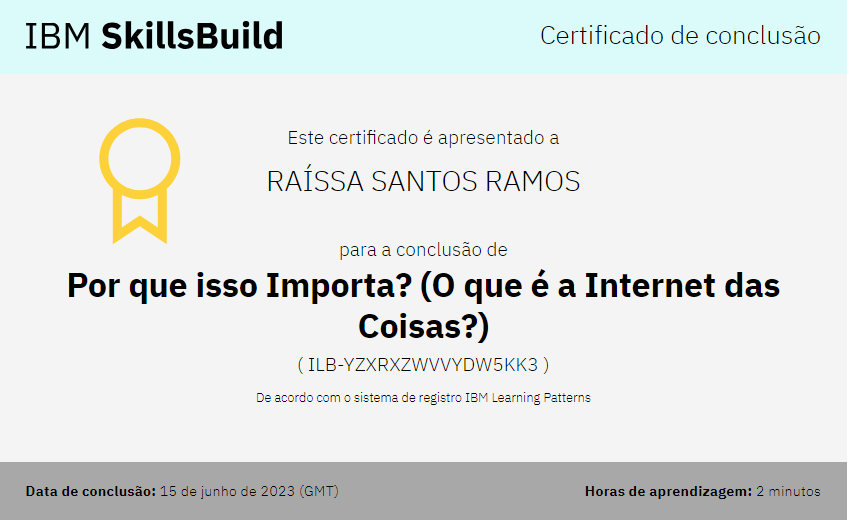 IBM SkillsBuild
Certificado de conclusão
Este certificado é apresentado a
RAÍSSA SANTOS RAMOS
para a conclusão de
Por que isso Importa? (O que é a Internet das
Coisas?)
( ILB-YZXRXZWVVYDW5KK3 )
De acordo com o sistema de registro IBM Learning Patterns
Data de conclusão: 15 de junho de 2023 (GMT)
Horas de aprendizagem: 2 minutos